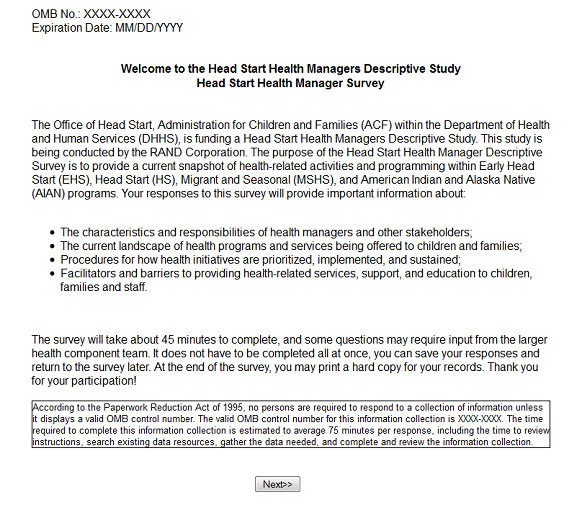 OMB No.: XXXX-XXXX
Expiration Date: MM/DD/YYYY
Welcome to the Head Start Health Managers Descriptive Study
Head Start Health Manager Survey
The Office of Head Start, Administration for Children and Families (ACF) within the Department of Health
and Human Services (DHHS), is funding a Head Start Health Managers Descriptive Study. This study is
being conducted by the RAND Corporation. The purpose of the Head Start Health Manager Descriptive
Survey is to provide a current snapshot of health-related activities and programming within Early Head
Start (EHS), Head Start (HS), Migrant and Seasonal (MSHS), and American Indian and Alaska Native
(AIAN) programs. Your responses to this survey will provide important information about:
• The characteristics and responsibilities of health managers and other stakeholders;
• The current landscape of health programs and services being offered to children and families;
• Procedures for how health initiatives are prioritized, implemented, and sustained;
• Facilitators and barriers to providing health-related services, support, and education to children,
families and staff.
The survey will take about 45 minutes to complete, and some questions may require input from the larger
health component team. It does not have to be completed all at once, you can save your responses and
return to the survey later. At the end of the survey, you may print a hard copy for your records. Thank you
for your participation!
According to the Paperwork Reduction Act of 1995, no persons are required to respond to a collection of information unless
it displays a valid OMB control number. The valid OMB control number for this information collection is XXXX-XXXX. The time
required to complete this information collection is estimated to average 75 minutes per response, including the time to review
instructions, search existing data resources, gather the data needed, and complete and review the information collection.
Next>>